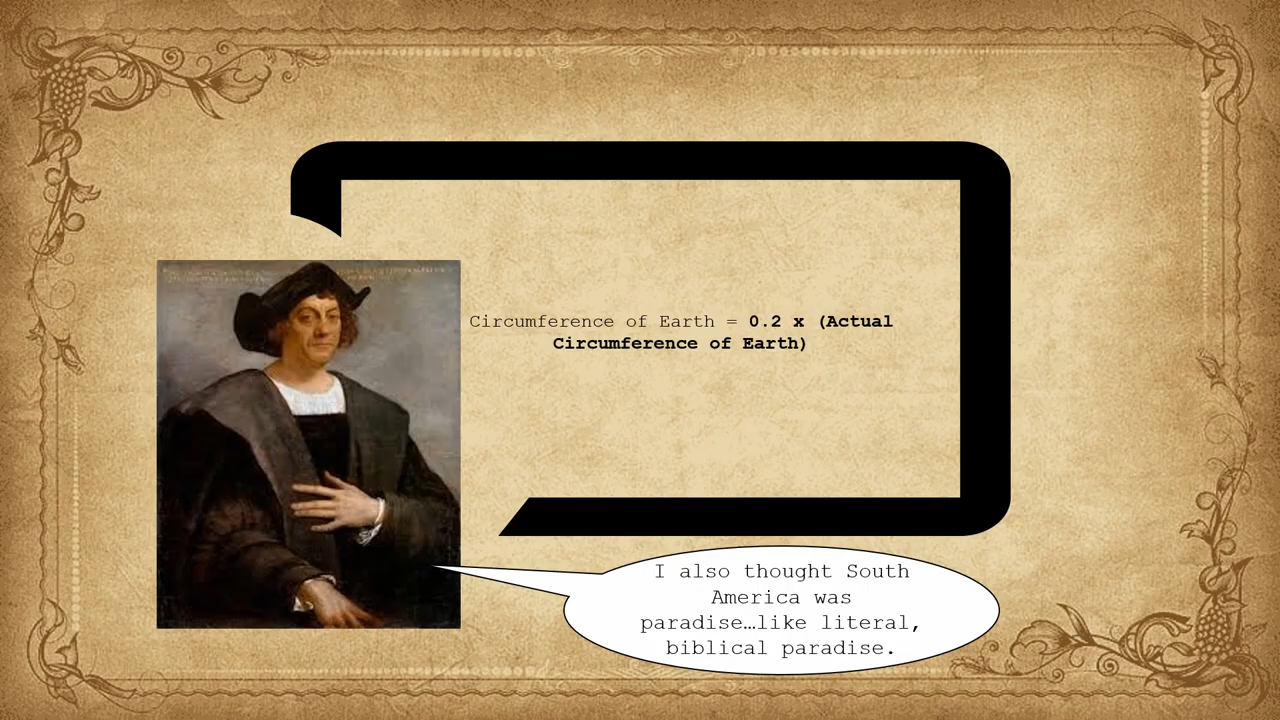 Circumference of Earth = 0.2 x (Actual
Circumference of Earth)
I also thought South
America was
paradise…like literal,
biblical paradise.